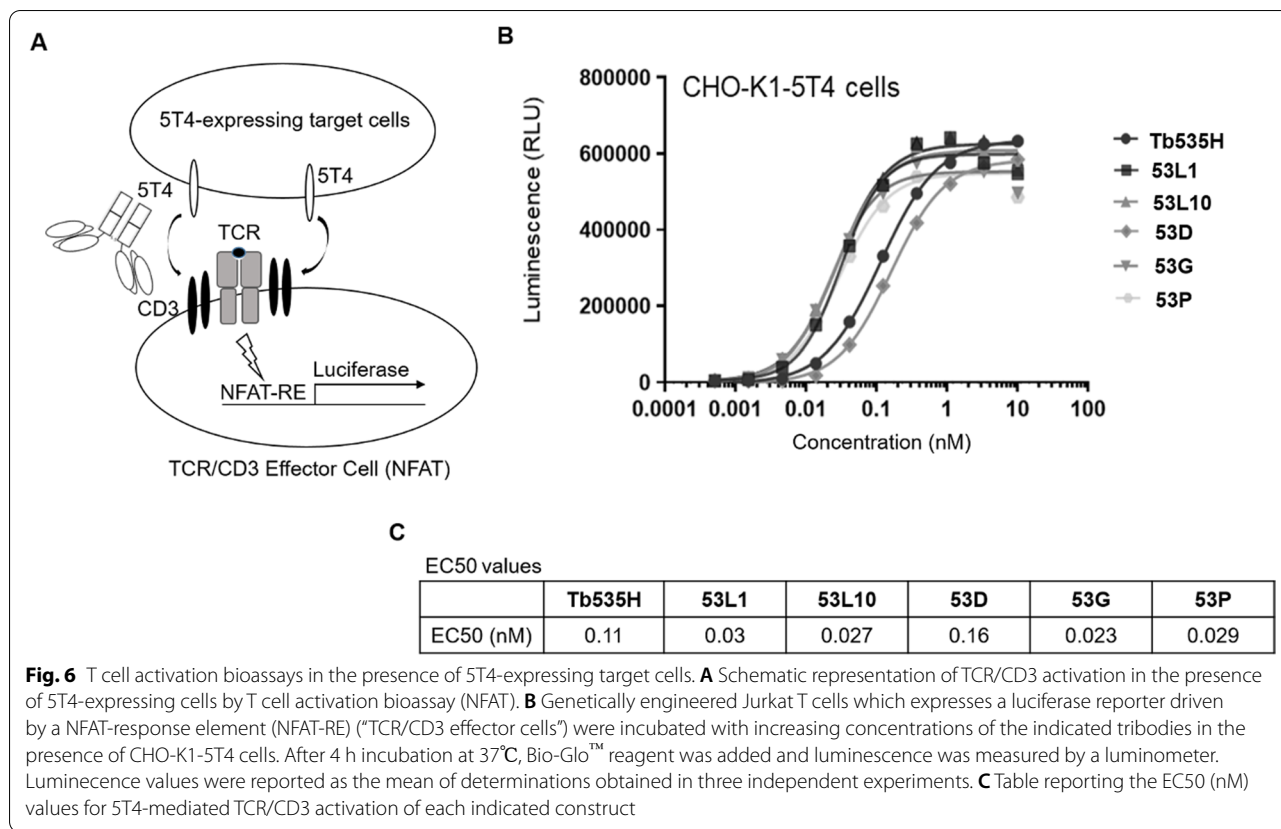 A
5T4-expressing target cells
5T4
5T4
TCR
CD3
Luciferase
NFAT-RE
TCR/CD3 Effector Cell (NFAT)
B
CHO-K1-5T4 cells
Luminescence (RLU)
800000
600000
400000
200000
0
0.0001 0.001 0.01 0.1 1 10 100
Concentration (nM)
Tb535H
53L1
53L10
53D
53G
53P
C
EC50 values
Tb535H 53L1 53L10 53D 53G 53P
EC50 (nM) 0.11 0.03 0.027 0.16 0.023 0.029
Fig. 6 T cell activation bioassays in the presence of 5T4-expressing target cells. A Schematic representation of TCR/CD3 activation in the presence
of 5T4-expressing cells by T cell activation bioassay (NFAT). B Genetically engineered Jurkat T cells which expresses a luciferase reporter driven
by a NFAT-response element (NFAT-RE) (“TCR/CD3 effector cells”) were incubated with increasing concentrations of the indicated tribodies in the
presence of CHO-K1-5T4 cells. After 4 h incubation at 37℃, Bio-Glo™ reagent was added and luminescence was measured by a luminometer.
Luminecence values were reported as the mean of determinations obtained in three independent experiments. C Table reporting the EC50 (nM)
values for 5T4-mediated TCR/CD3 activation of each indicated construct